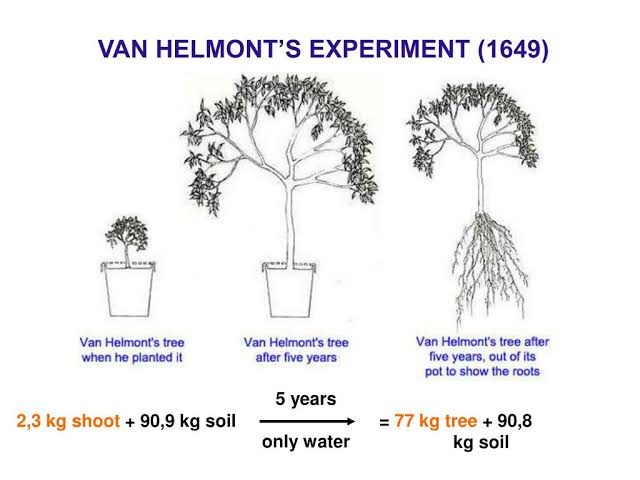 VAN HELMONT'S EXPERIMENT (1649)
Van Helmont's tree
when he planted it
Van Helmont's tree
after five years
Van Helmont's tree after
five years, out of its
pot to show the roots
2,3 kg shoot + 90,9 kg soil
5 years
only water
= 77 kg tree + 90,8
kg soil